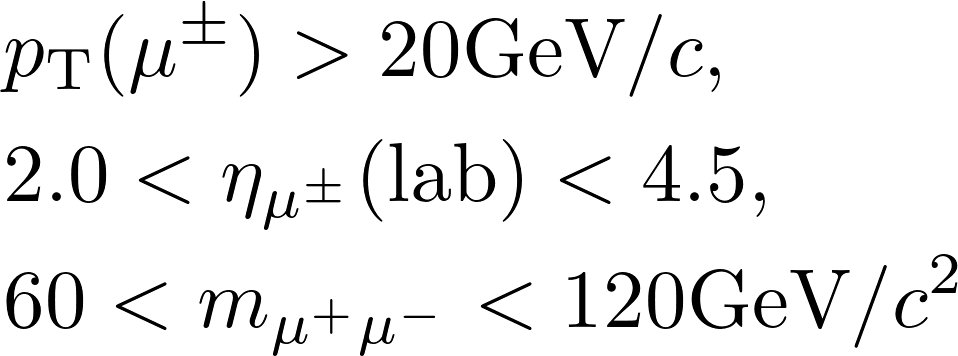 p_T(μ^±) > 20GeV/c,
2.0 < η_{μ^±}(lab) < 4.5,
60 < m_{μ^+μ^-} < 120GeV/c^2